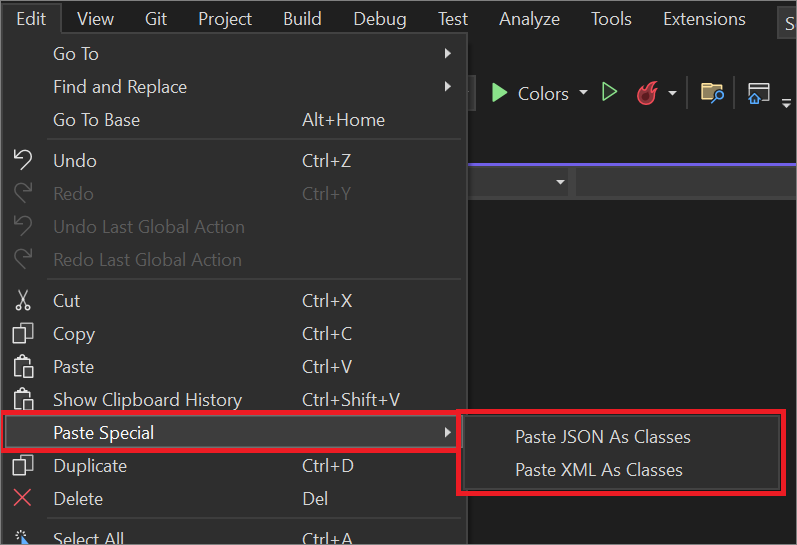 Edit View Git Project Build Debug Test Analyze Tools Extensions S
Go To
Find and Replace
Colors
Go To Base Alt+Home
Undo Ctrl+Z
Redo Ctrl+Y
Undo Last Global Action
Redo Last Global Action
Cut Ctrl+X
Copy Ctrl+C
Paste Ctrl+V
Show Clipboard History Ctrl+Shift+V
Paste Special
Paste JSON As Classes
Paste XML As Classes
Duplicate Ctrl+D
Delete Del
Select All Ctrl+A